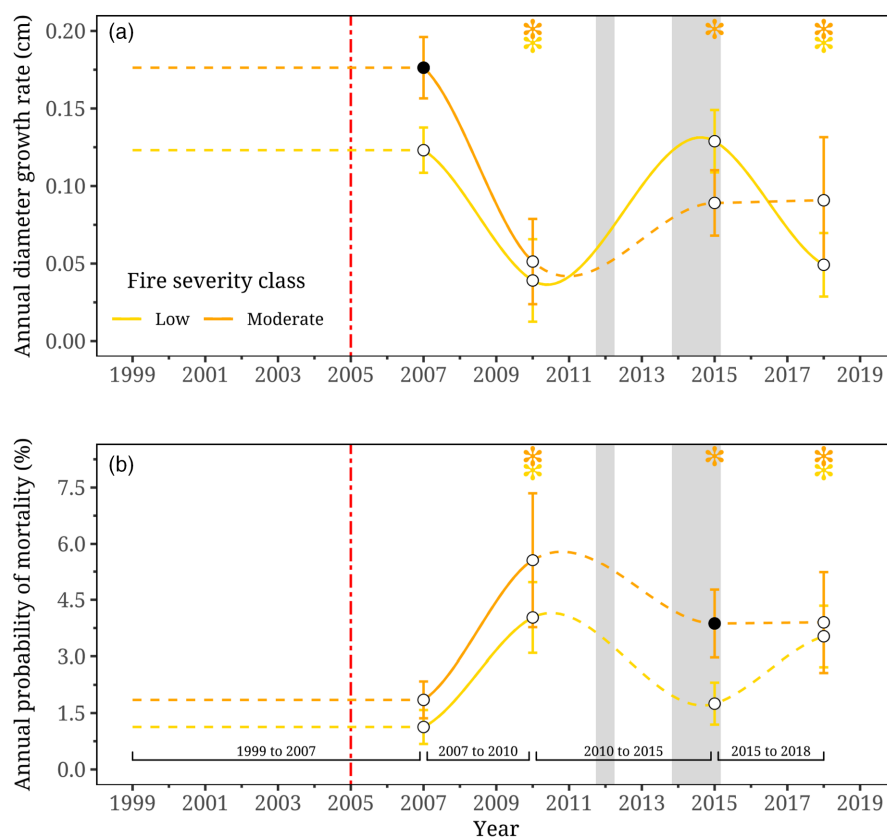 (a)
Annual diameter growth rate (cm)
0.20
0.15
0.10
0.05
0.00
Fire severity class
Low Moderate
1999 2001 2003 2005 2007 2009 2011 2013 2015 2017 2019
(b)
Annual probability of mortality (%)
7.5
6.0
4.5
3.0
1.5
0.0
1999 to 2007 2007 to 2010 2010 to 2015 2015 to 2018
1999 2001 2003 2005 2007 2009 2011 2013 2015 2017 2019
Year